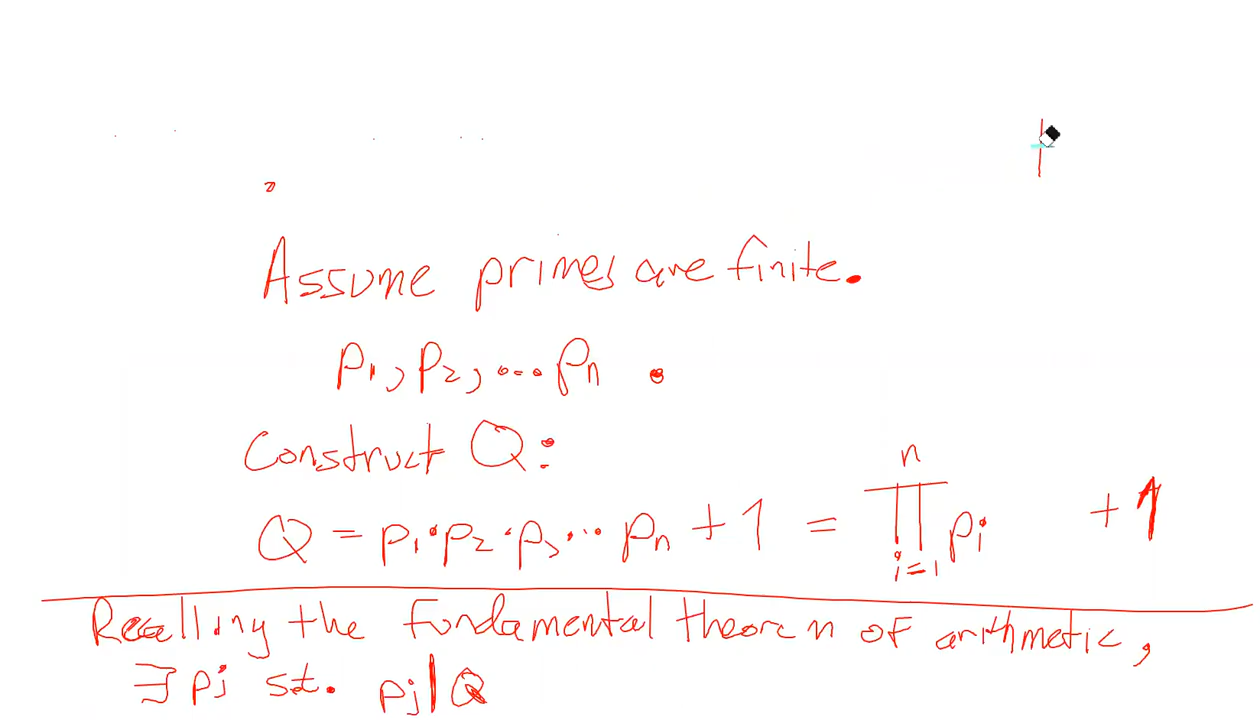 Assume primes are finite.
p₁, p₂, ... pₙ .
Construct Q:
Q = p₁·p₂·p₃... pₙ + 1 = ∏ᵢ₌₁ⁿ pᵢ + 1
Recalling the fundamental theorem of arithmetic,
∃ pⱼ s.t. pⱼ|Q